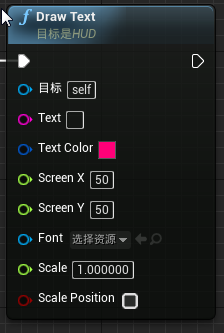 Draw Text
目标是HUD
目标 self
Text
Text Color
Screen X 50
Screen Y 50
Font 选择资源
Scale 1.000000
Scale Position